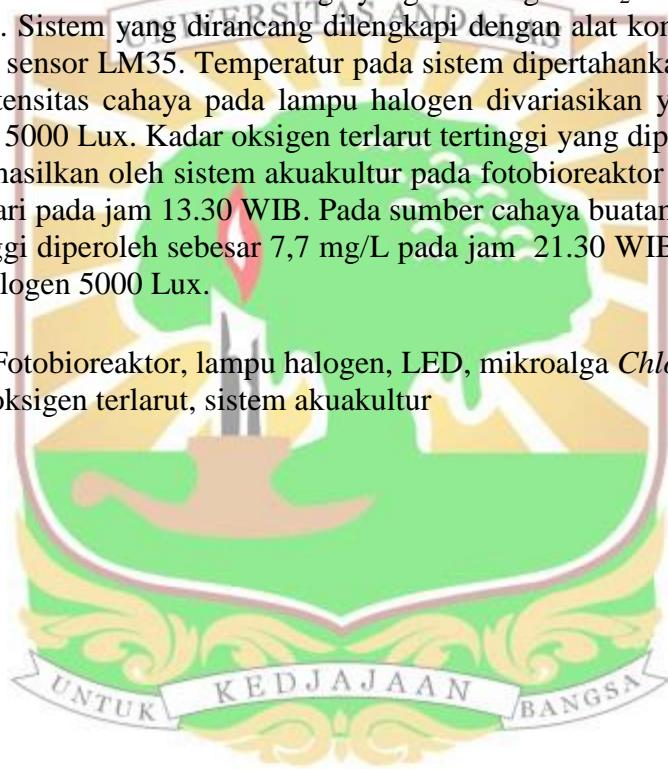 UNIVERSITAS ANDALAS
. Sistem yang dirancang dilengkapi dengan alat kon
sensor LM35. Temperatur pada sistem dipertahanka
tensitas cahaya pada lampu halogen divariasikan y
5000 Lux. Kadar oksigen terlarut tertinggi yang dip
hasilkan oleh sistem akuakultur pada fotobioreaktor
ari pada jam 13.30 WIB. Pada sumber cahaya buatan
ggi diperoleh sebesar 7,7 mg/L pada jam 21.30 WIB
logen 5000 Lux.
Fotobioreaktor, lampu halogen, LED, mikroalga Chlo
oksigen terlarut, sistem akuakultur
UNTUK KEDJAJAAN BANGSA